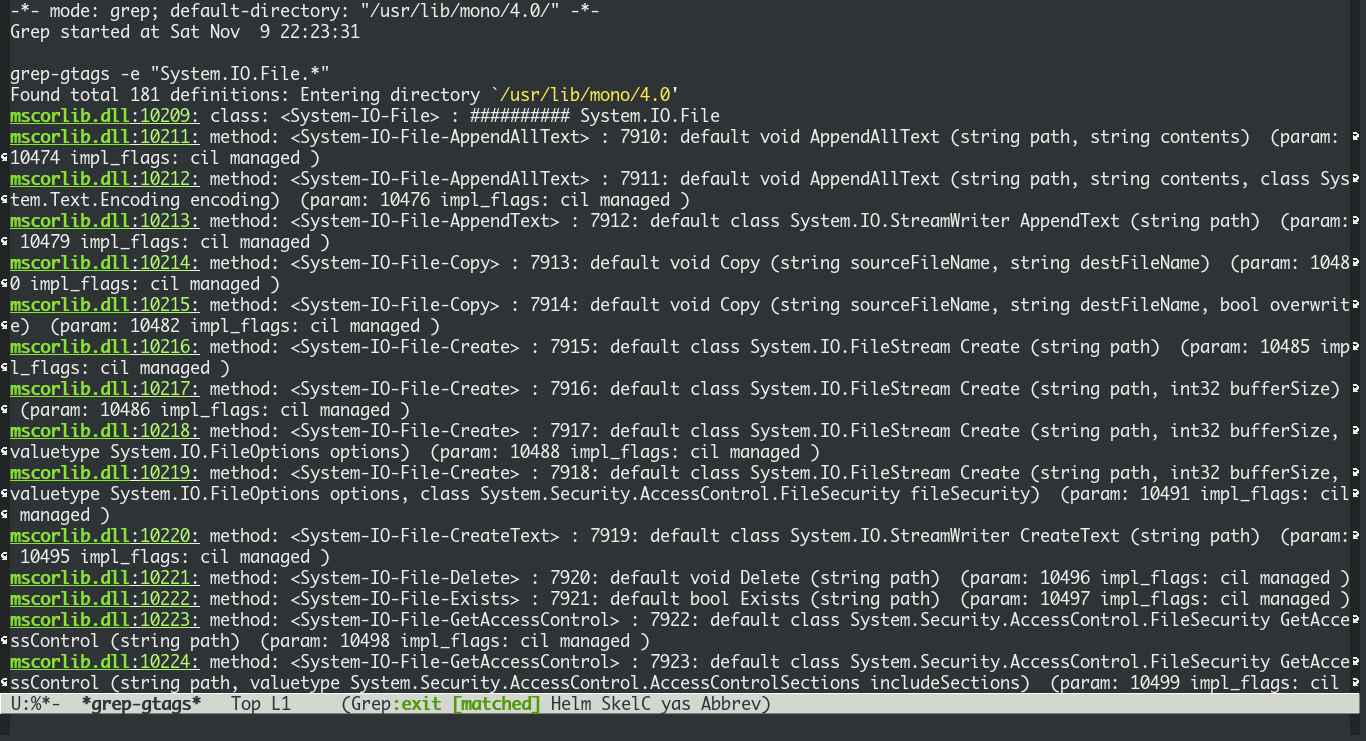 -*- mode: grep; default-directory: "/usr/lib/mono/4.0/" -*-
Grep started at Sat Nov  9 22:23:31

grep-gtags -e "System.IO.File.*"
Found total 181 definitions: Entering directory `/usr/lib/mono/4.0'
mscorlib.dll:10209: class: <System-IO-File> : ########## System.IO.File
mscorlib.dll:10211: method: <System-IO-File-AppendAllText> : 7910: default void AppendAllText (string path, string contents)  (param:
10474 impl_flags: cil managed )
mscorlib.dll:10212: method: <System-IO-File-AppendAllText> : 7911: default void AppendAllText (string path, string contents, class Sys
tem.Text.Encoding encoding)  (param: 10476 impl_flags: cil managed )
mscorlib.dll:10213: method: <System-IO-File-AppendText> : 7912: default class System.IO.StreamWriter AppendText (string path)  (param:
 10479 impl_flags: cil managed )
mscorlib.dll:10214: method: <System-IO-File-Copy> : 7913: default void Copy (string sourceFileName, string destFileName)  (param: 1048
0 impl_flags: cil managed )
mscorlib.dll:10215: method: <System-IO-File-Copy> : 7914: default void Copy (string sourceFileName, string destFileName, bool overwrit
e)  (param: 10482 impl_flags: cil managed )
mscorlib.dll:10216: method: <System-IO-File-Create> : 7915: default class System.IO.FileStream Create (string path)  (param: 10485 imp
l_flags: cil managed )
mscorlib.dll:10217: method: <System-IO-File-Create> : 7916: default class System.IO.FileStream Create (string path, int32 bufferSize)
 (param: 10486 impl_flags: cil managed )
mscorlib.dll:10218: method: <System-IO-File-Create> : 7917: default class System.IO.FileStream Create (string path, int32 bufferSize,
valuetype System.IO.FileOptions options)  (param: 10488 impl_flags: cil managed )
mscorlib.dll:10219: method: <System-IO-File-Create> : 7918: default class System.IO.FileStream Create (string path, int32 bufferSize,
valuetype System.IO.FileOptions options, class System.Security.AccessControl.FileSecurity fileSecurity)  (param: 10491 impl_flags: cil
 managed )
mscorlib.dll:10220: method: <System-IO-File-CreateText> : 7919: default class System.IO.StreamWriter CreateText (string path)  (param:
 10495 impl_flags: cil managed )
mscorlib.dll:10221: method: <System-IO-File-Delete> : 7920: default void Delete (string path)  (param: 10496 impl_flags: cil managed )
mscorlib.dll:10222: method: <System-IO-File-Exists> : 7921: default bool Exists (string path)  (param: 10497 impl_flags: cil managed )
mscorlib.dll:10223: method: <System-IO-File-GetAccessControl> : 7922: default class System.Security.AccessControl.FileSecurity GetAcce
ssControl (string path)  (param: 10498 impl_flags: cil managed )
mscorlib.dll:10224: method: <System-IO-File-GetAccessControl> : 7923: default class System.Security.AccessControl.FileSecurity GetAcce
ssControl (string path, valuetype System.Security.AccessControl.AccessControlSections includeSections)  (param: 10499 impl_flags: cil
U:%*-  *grep-gtags*   Top L1     (Grep:exit [matched] Helm SkelC yas Abbrev)